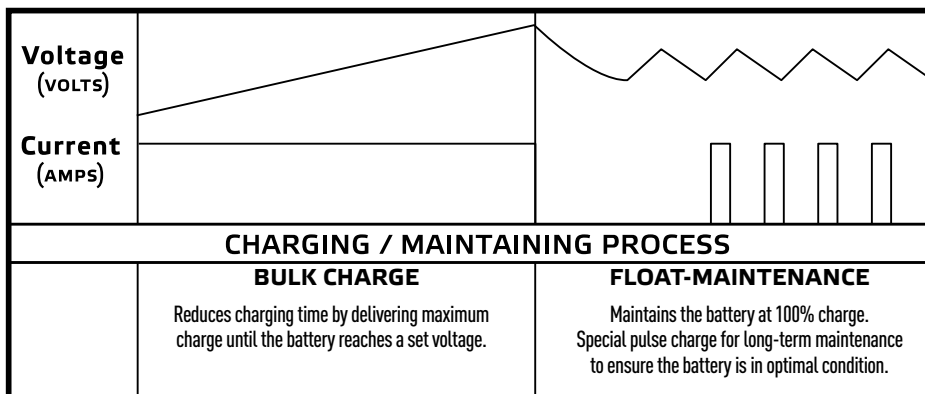 Voltage
(VOLTS)
Current
(AMPS)
CHARGING / MAINTAINING PROCESS
BULK CHARGE
Reduces charging time by delivering maximum
charge until the battery reaches a set voltage.
FLOAT-MAINTENANCE
Maintains the battery at 100% charge.
Special pulse charge for long-term maintenance
to ensure the battery is in optimal condition.